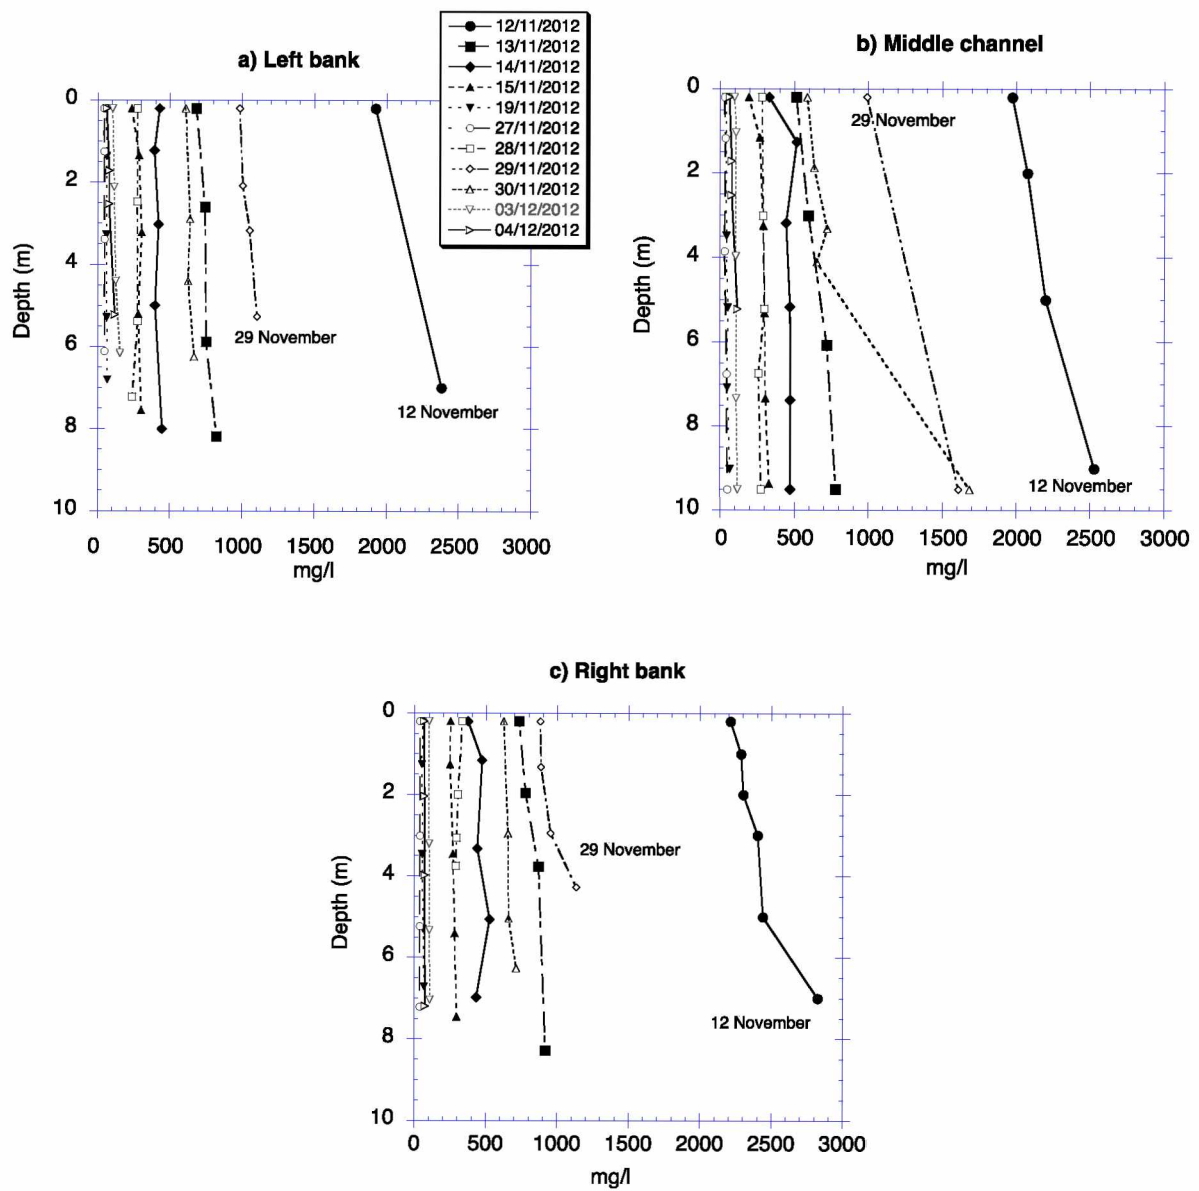 a) Left bank
12/11/2012
13/11/2012
14/11/2012
15/11/2012
19/11/2012
27/11/2012
28/11/2012
29/11/2012
30/11/2012
03/12/2012
04/12/2012
0
2
4
6
8
10
Depth (m)
29 November
12 November
0 500 1000 1500 2000 2500 3000
mg/l
b) Middle channel
0
2
4
6
8
10
Depth (m)
29 November
12 November
0 500 1000 1500 2000 2500 3000
mg/l
c) Right bank
0
2
4
6
8
10
Depth (m)
29 November
12 November
0 500 1000 1500 2000 2500 3000
mg/l